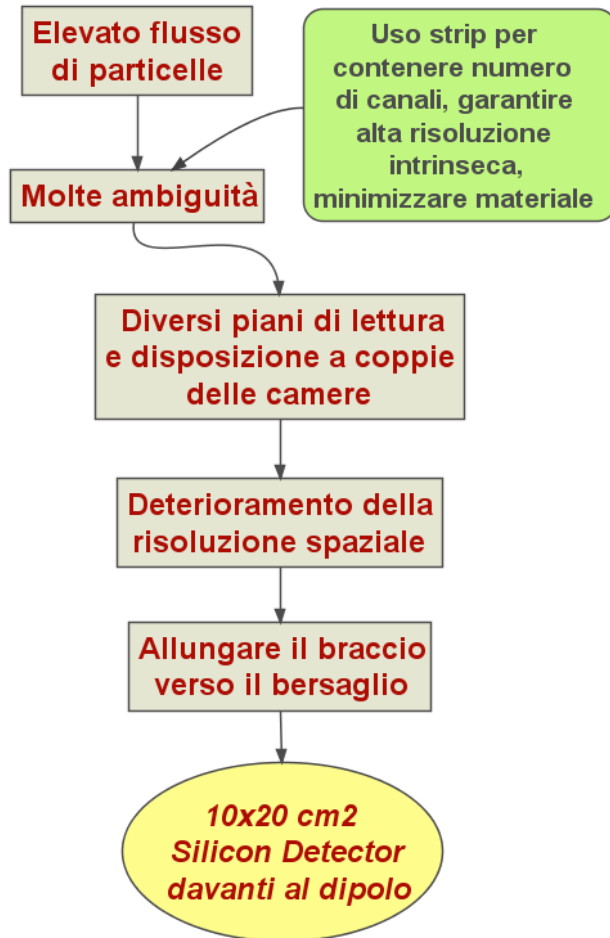 Elevato flusso
di particelle
Uso strip per
contenere numero
di canali, garantire
alta risoluzione
intrinseca,
minimizzare materiale
Molte ambiguità
Diversi piani di lettura
e disposizione a coppie
delle camere
Deterioramento della
risoluzione spaziale
Allungare il braccio
verso il bersaglio
10x20 cm2
Silicon Detector
davanti al dipolo